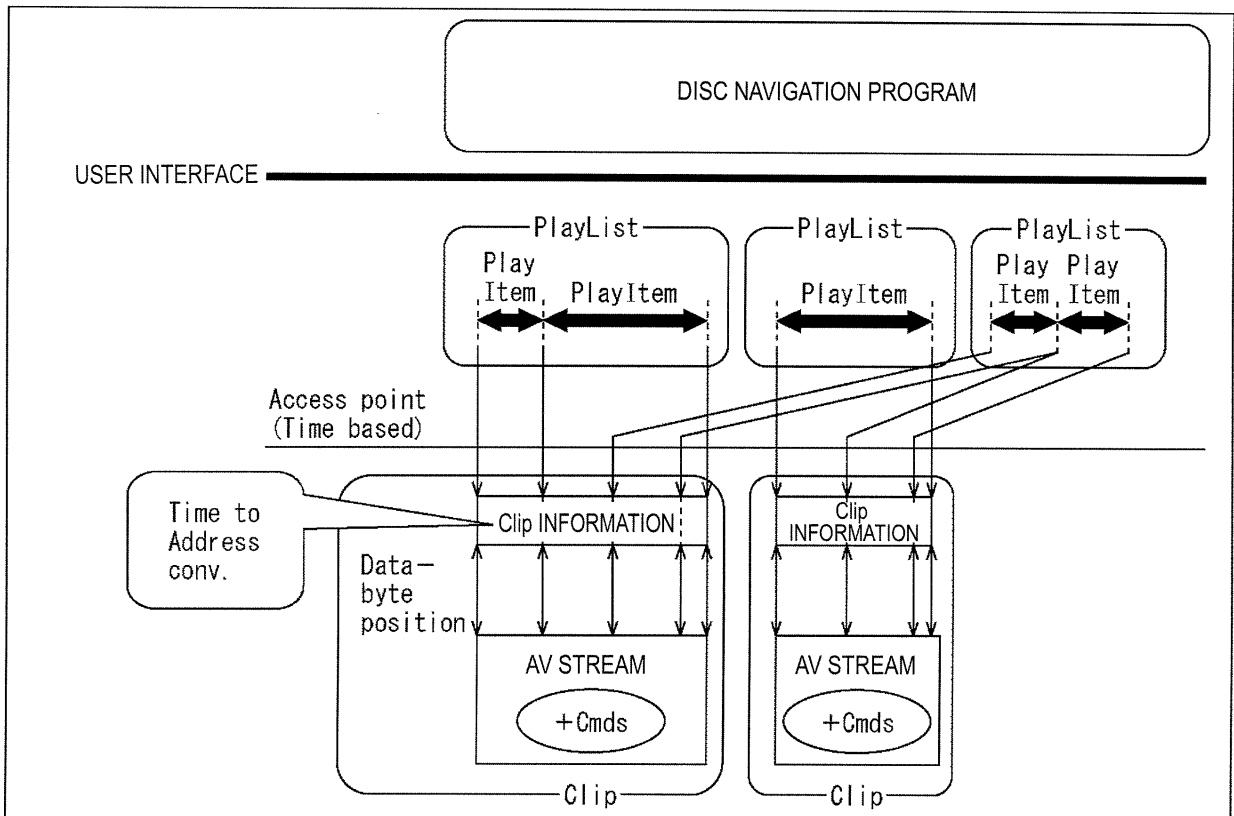 DISC NAVIGATION PROGRAM
USER INTERFACE
PlayList
PlayList
PlayList
Play
Item
PlayItem
PlayItem
Play
Item
Play
Item
Access point
(Time based)
Time to
Address
conv.
Clip INFORMATION
Clip
INFORMATION
Data-
byte
position
AV STREAM
+Cmds
AV STREAM
+Cmds
Clip
Clip